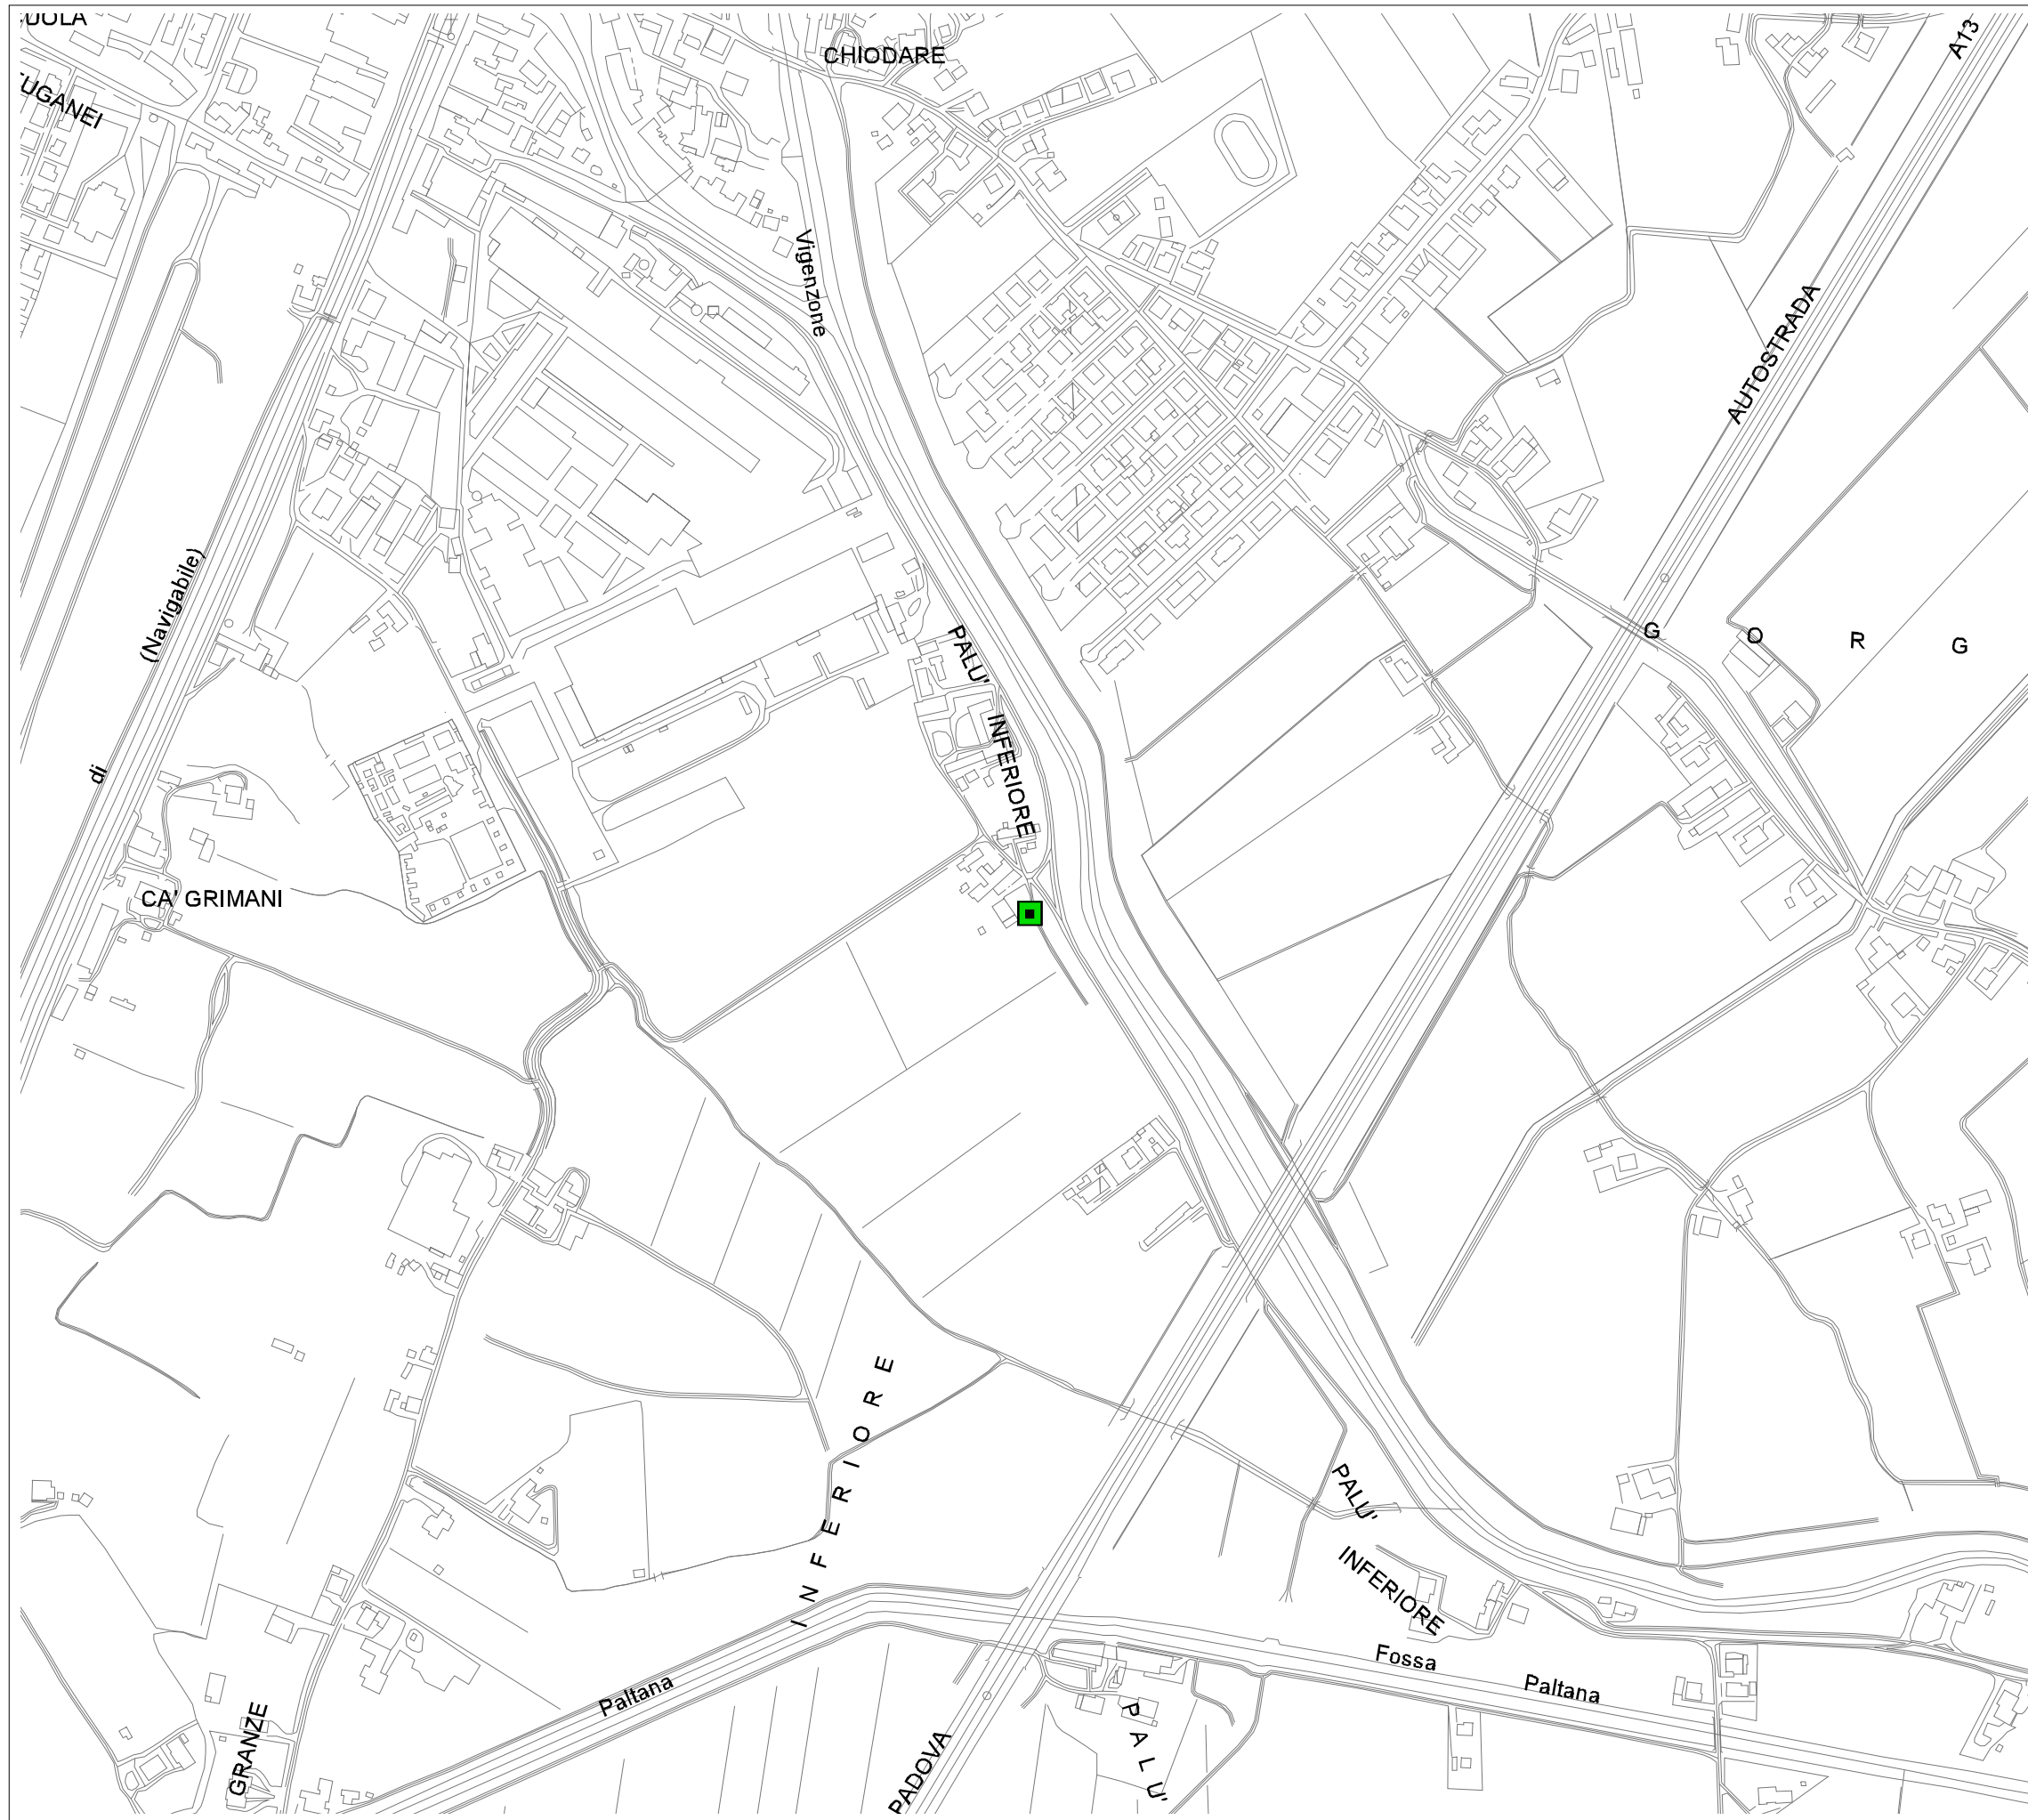 CHIODARE
A13
Vigenzone
AUTOSTRADA
(Navigabile)
G O R G
PALU'
INFERIORE
di
CA' GRIMANI
INFERIORE
PALU'
INFERIORE
Fossa
Paltana
Paltana
GRANZE
PADOVA
PALU'